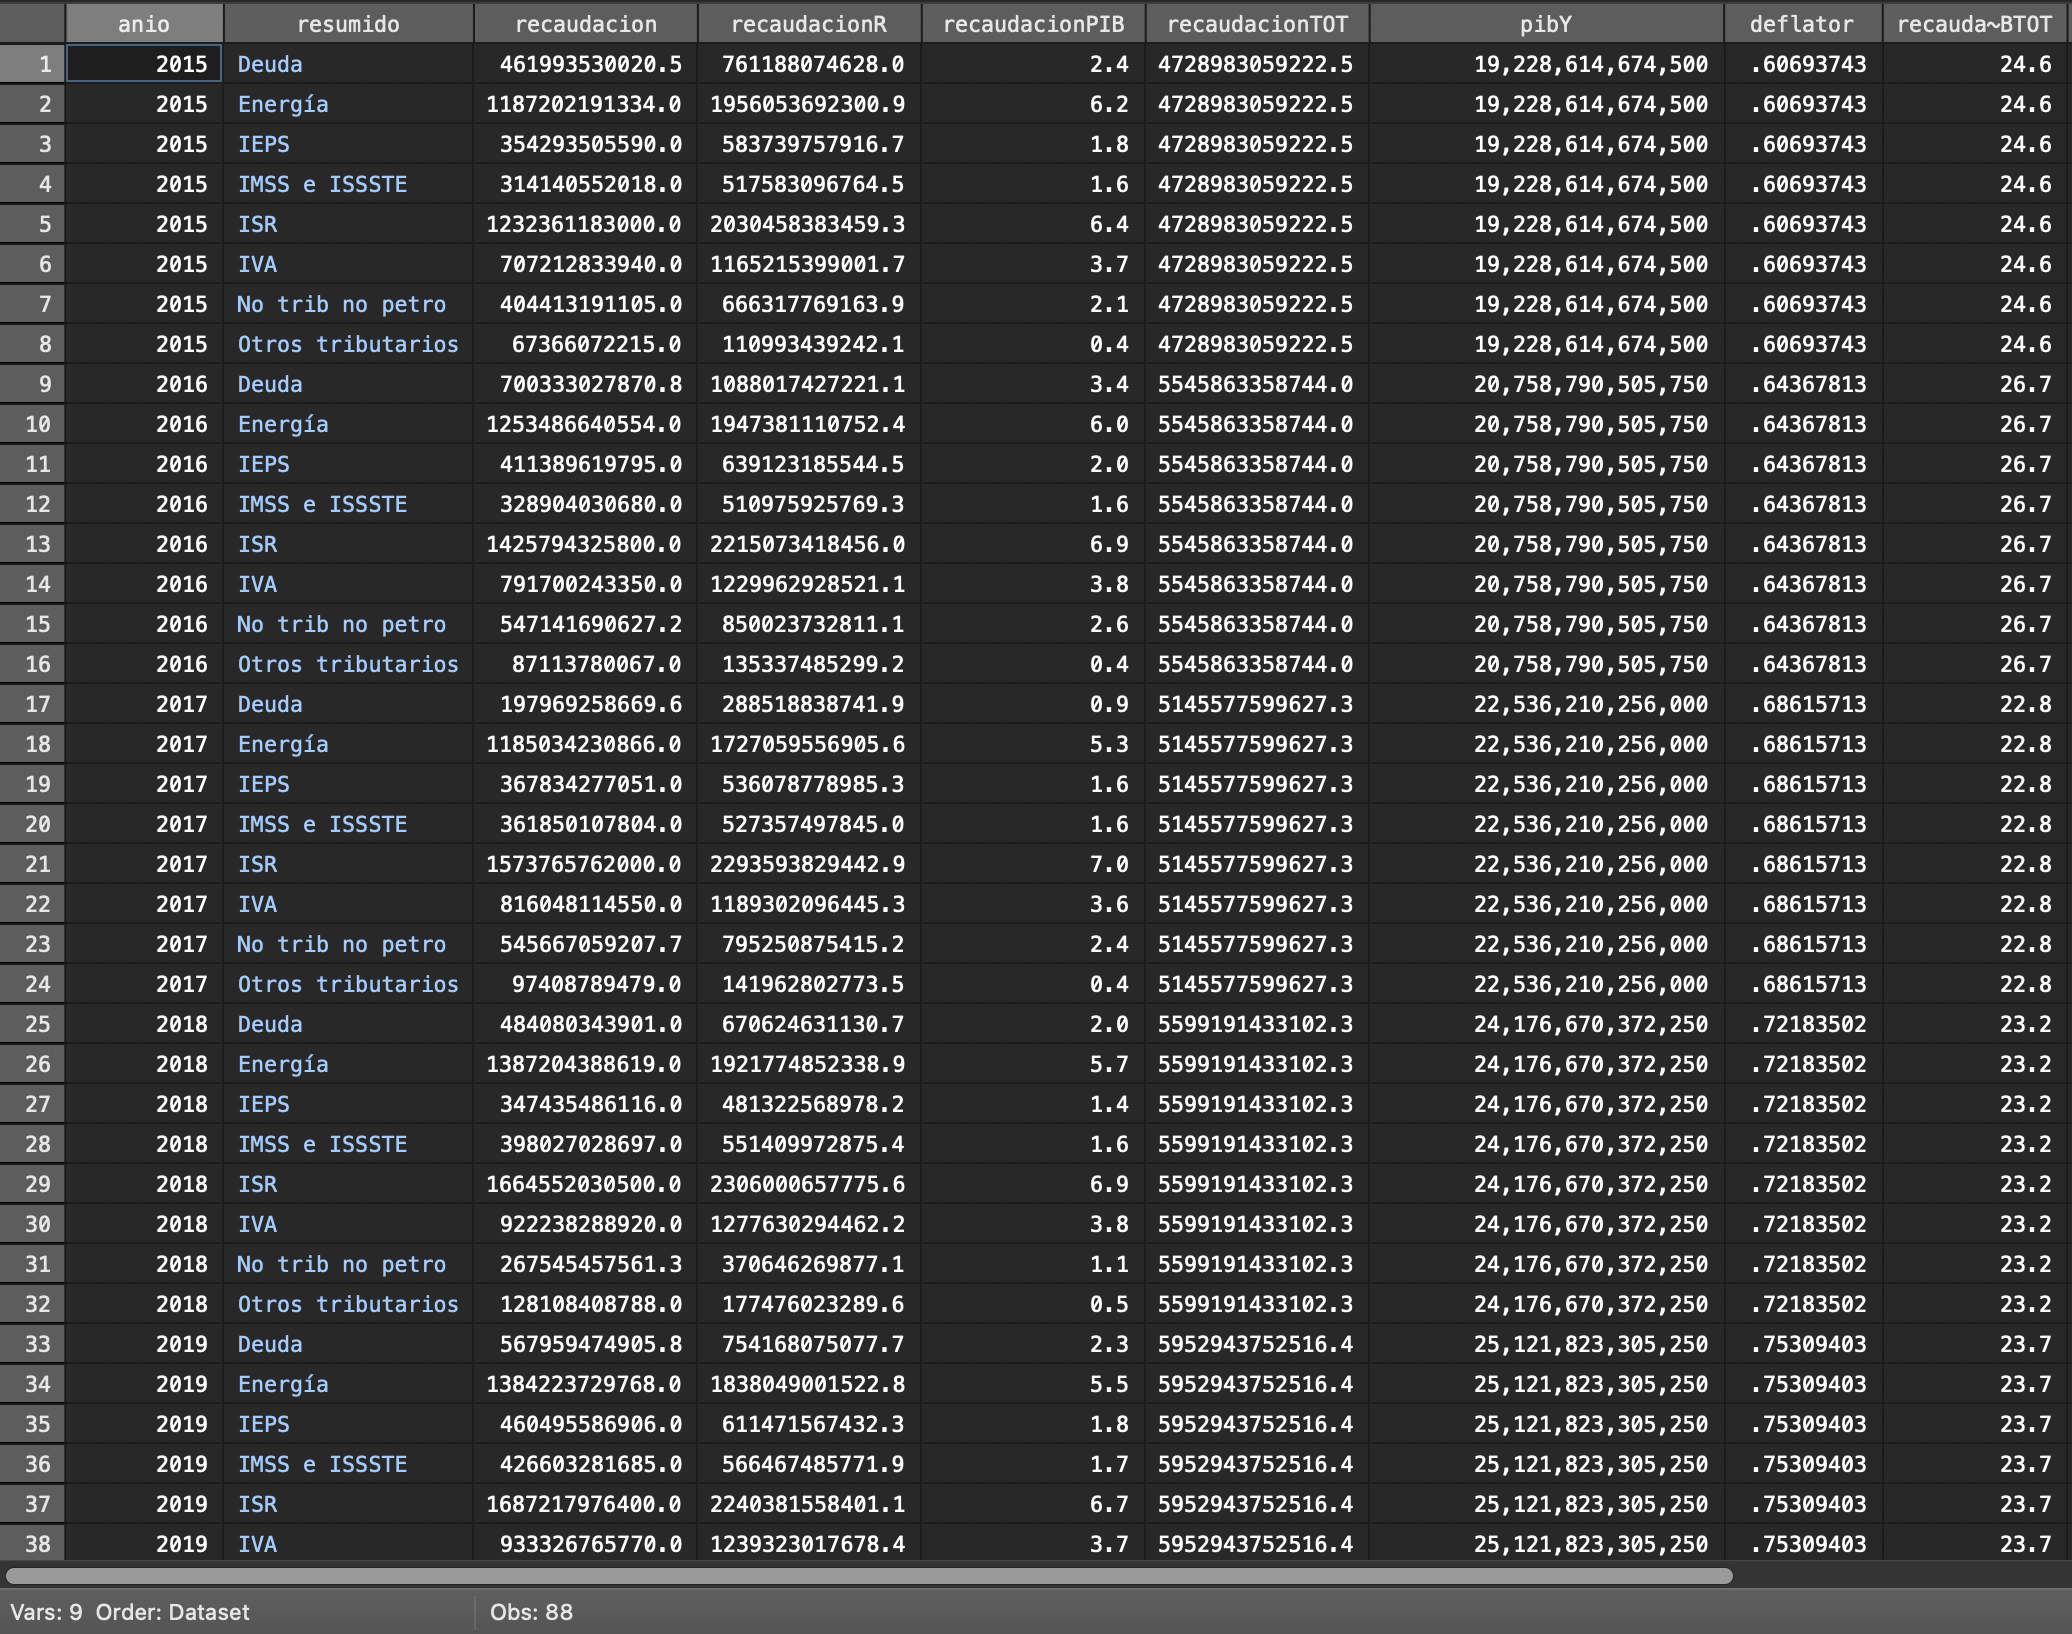 anio resumido recaudacion recaudacionR recaudacionPIB recaudacionTOT pibY deflator recauda~BTOT
1 2015 Deuda 461993530020.5 761188074628.0 2.4 4728983059222.5 19,228,614,674,500 .60693743 24.6
2 2015 Energía 1187202191334.0 1956053692300.9 6.2 4728983059222.5 19,228,614,674,500 .60693743 24.6
3 2015 IEPS 354293505590.0 583739757916.7 1.8 4728983059222.5 19,228,614,674,500 .60693743 24.6
4 2015 IMSS e ISSSTE 314140552018.0 517583096764.5 1.6 4728983059222.5 19,228,614,674,500 .60693743 24.6
5 2015 ISR 1232361183000.0 2030458383459.3 6.4 4728983059222.5 19,228,614,674,500 .60693743 24.6
6 2015 IVA 707212833940.0 1165215399001.7 3.7 4728983059222.5 19,228,614,674,500 .60693743 24.6
7 2015 No trib no petro 404413191105.0 666317769163.9 2.1 4728983059222.5 19,228,614,674,500 .60693743 24.6
8 2015 Otros tributarios 67366072215.0 110993439242.1 0.4 4728983059222.5 19,228,614,674,500 .60693743 24.6
9 2016 Deuda 700333027870.8 1088017427221.1 3.4 5545863358744.0 20,758,790,505,750 .64367813 26.7
10 2016 Energía 1253486640554.0 1947381110752.4 6.0 5545863358744.0 20,758,790,505,750 .64367813 26.7
11 2016 IEPS 411389619795.0 639123185544.5 2.0 5545863358744.0 20,758,790,505,750 .64367813 26.7
12 2016 IMSS e ISSSTE 328904030680.0 510975925769.3 1.6 5545863358744.0 20,758,790,505,750 .64367813 26.7
13 2016 ISR 1425794325800.0 2215073418456.0 6.9 5545863358744.0 20,758,790,505,750 .64367813 26.7
14 2016 IVA 791700243350.0 1229962928521.1 3.8 5545863358744.0 20,758,790,505,750 .64367813 26.7
15 2016 No trib no petro 547141690627.2 850023732811.1 2.6 5545863358744.0 20,758,790,505,750 .64367813 26.7
16 2016 Otros tributarios 87113780067.0 135337485299.2 0.4 5545863358744.0 20,758,790,505,750 .64367813 26.7
17 2017 Deuda 197969258669.6 288518838741.9 0.9 5145577599627.3 22,536,210,256,000 .68615713 22.8
18 2017 Energía 1185034230866.0 1727059556905.6 5.3 5145577599627.3 22,536,210,256,000 .68615713 22.8
19 2017 IEPS 367834277051.0 536078778985.3 1.6 5145577599627.3 22,536,210,256,000 .68615713 22.8
20 2017 IMSS e ISSSTE 361850107804.0 527357497845.0 1.6 5145577599627.3 22,536,210,256,000 .68615713 22.8
21 2017 ISR 1573765762000.0 2293593829442.9 7.0 5145577599627.3 22,536,210,256,000 .68615713 22.8
22 2017 IVA 816048114550.0 1189302096445.3 3.6 5145577599627.3 22,536,210,256,000 .68615713 22.8
23 2017 No trib no petro 545667059207.7 795250875415.2 2.4 5145577599627.3 22,536,210,256,000 .68615713 22.8
24 2017 Otros tributarios 97408789479.0 141962802773.5 0.4 5145577599627.3 22,536,210,256,000 .68615713 22.8
25 2018 Deuda 484080343901.0 670624631130.7 2.0 5599191433102.3 24,176,670,372,250 .72183502 23.2
26 2018 Energía 1387204388619.0 1921774852338.9 5.7 5599191433102.3 24,176,670,372,250 .72183502 23.2
27 2018 IEPS 347435486116.0 481322568978.2 1.4 5599191433102.3 24,176,670,372,250 .72183502 23.2
28 2018 IMSS e ISSSTE 398027028697.0 551409972875.4 1.6 5599191433102.3 24,176,670,372,250 .72183502 23.2
29 2018 ISR 1664552030500.0 2306000657775.6 6.9 5599191433102.3 24,176,670,372,250 .72183502 23.2
30 2018 IVA 922238288920.0 1277630294462.2 3.8 5599191433102.3 24,176,670,372,250 .72183502 23.2
31 2018 No trib no petro 267545457561.3 370646269877.1 1.1 5599191433102.3 24,176,670,372,250 .72183502 23.2
32 2018 Otros tributarios 128108408788.0 177476023289.6 0.5 5599191433102.3 24,176,670,372,250 .72183502 23.2
33 2019 Deuda 567959474905.8 754168075077.7 2.3 5952943752516.4 25,121,823,305,250 .75309403 23.7
34 2019 Energía 1384223729768.0 1838049001522.8 5.5 5952943752516.4 25,121,823,305,250 .75309403 23.7
35 2019 IEPS 460495586906.0 611471567432.3 1.8 5952943752516.4 25,121,823,305,250 .75309403 23.7
36 2019 IMSS e ISSSTE 426603281685.0 566467485771.9 1.7 5952943752516.4 25,121,823,305,250 .75309403 23.7
37 2019 ISR 1687217976400.0 2240381558401.1 6.7 5952943752516.4 25,121,823,305,250 .75309403 23.7
38 2019 IVA 933326765770.0 1239323017678.4 3.7 5952943752516.4 25,121,823,305,250 .75309403 23.7
Vars: 9 Order: Dataset Obs: 88